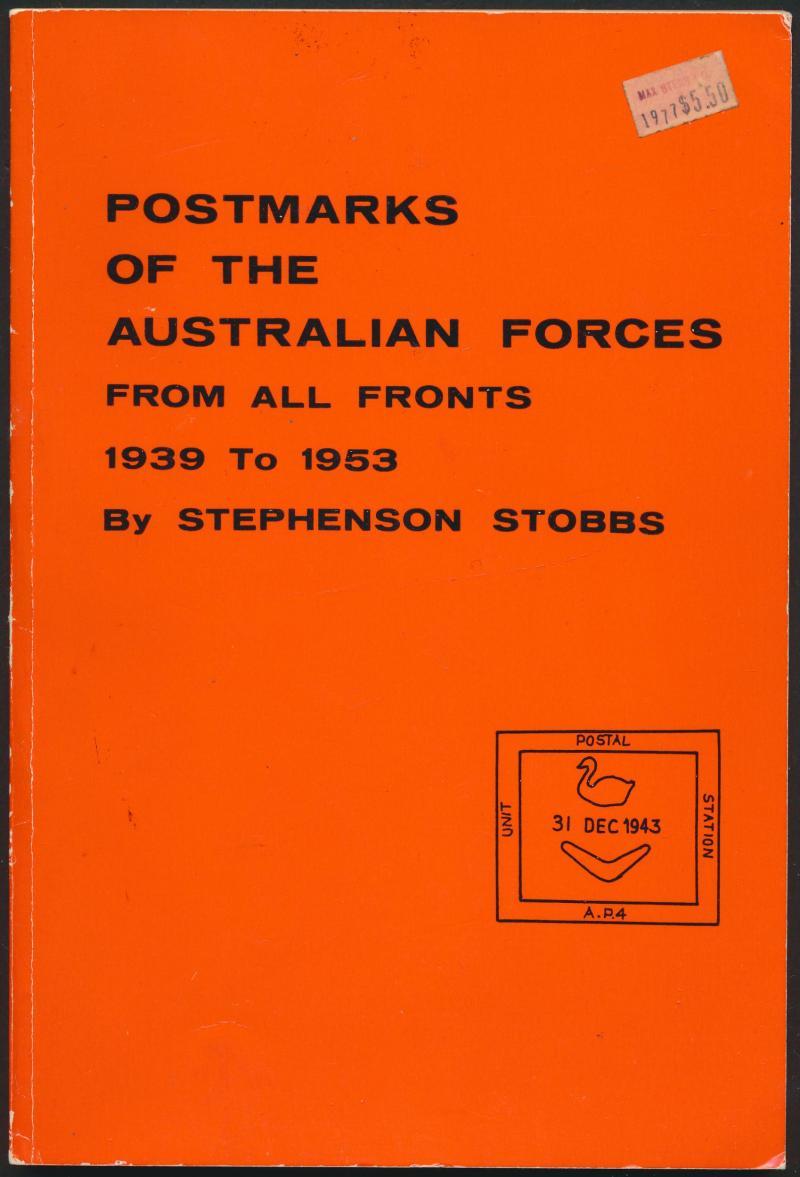 MAX
1977 $5.50
POSTMARKS
OF THE
AUSTRALIAN FORCES
FROM ALL FRONTS
1939 To 1953
By STEPHENSON STOBBS
POSTAL
UNIT
31 DEC 1943
STATION
A.P.4